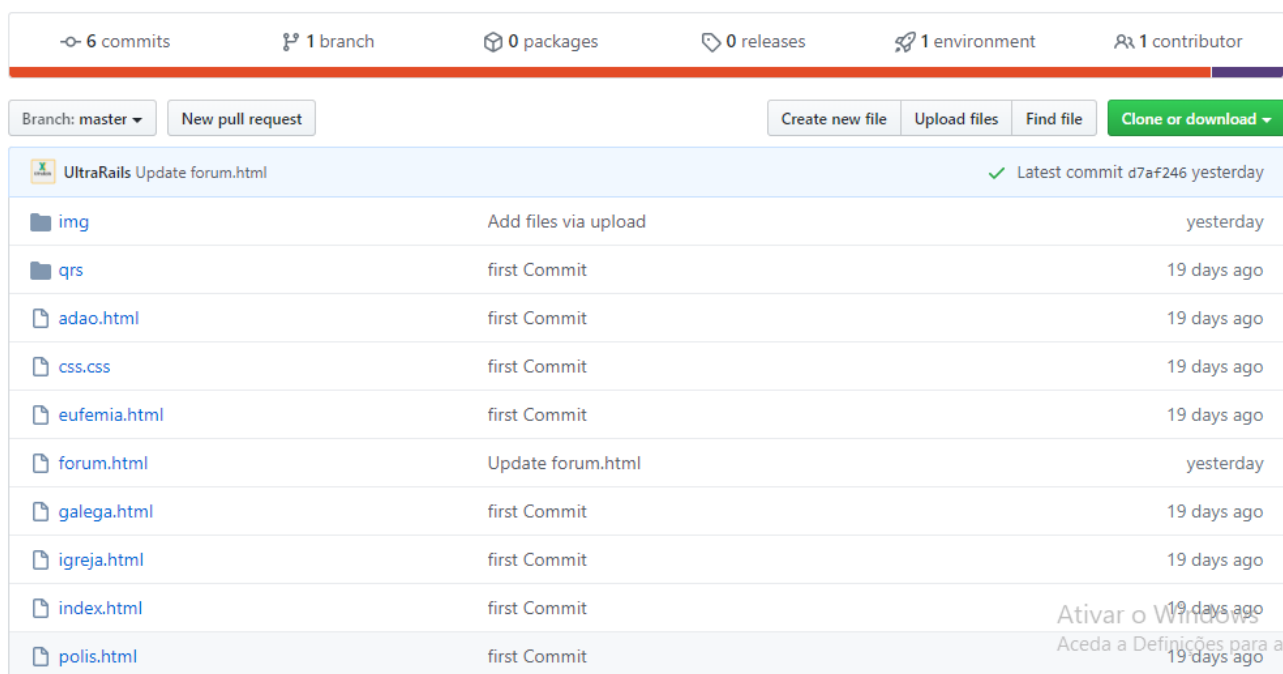 6 commits 1 branch 0 packages 0 releases 1 environment 1 contributor
Branch: master New pull request Create new file Upload files Find file Clone or download
UltraRails Update forum.html Latest commit d7af246 yesterday
img Add files via upload yesterday
qrs first Commit 19 days ago
adao.html first Commit 19 days ago
css.css first Commit 19 days ago
eufemia.html first Commit 19 days ago
forum.html Update forum.html yesterday
galega.html first Commit 19 days ago
igreja.html first Commit 19 days ago
index.html first Commit 19 days ago
Ativar o Windows
Aceda a Definições para a
polis.html first Commit 19 days ago